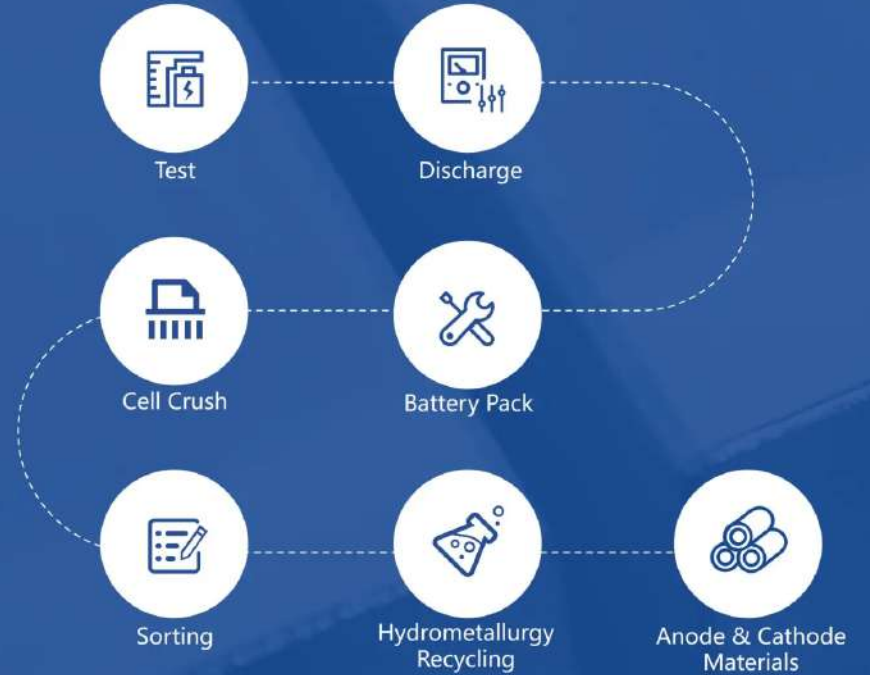 Test
Discharge
Cell Crush
Battery Pack
Sorting
Hydrometallurgy
Recycling
Anode & Cathode
Materials